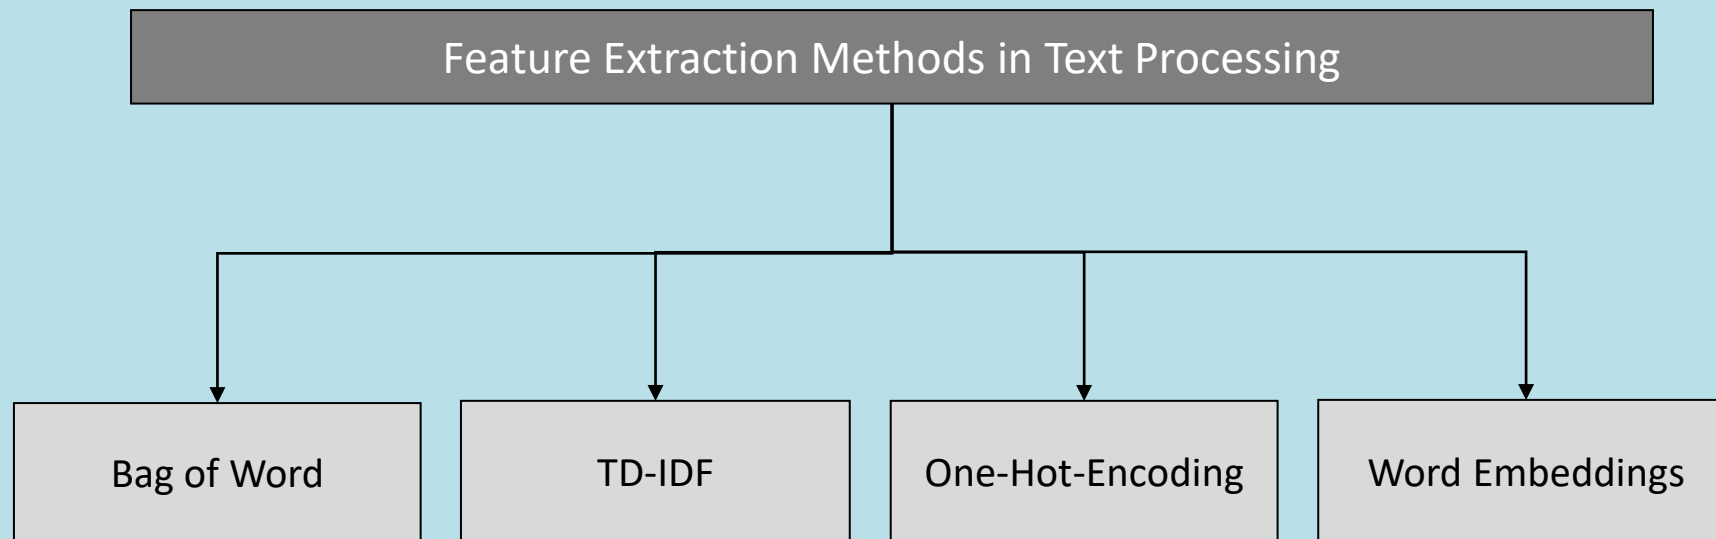 Feature Extraction Methods in Text Processing
Bag of Word
TD-IDF
One-Hot-Encoding
Word Embeddings